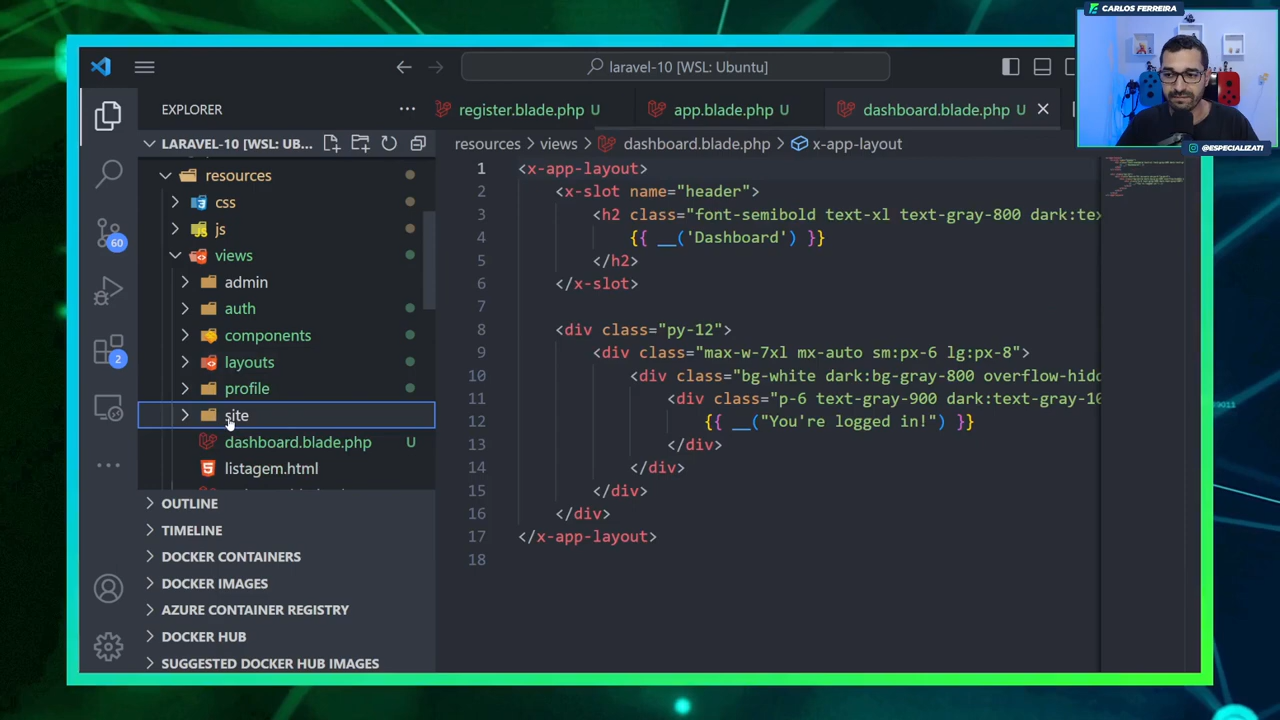 CARLOS FERREIRA
@ESPECIALIZATI
laravel-10 [WSL: Ubuntu]
EXPLORER
register.blade.php U
app.blade.php U
dashboard.blade.php U
LARAVEL-10 [WSL: UB...
resources > views > dashboard.blade.php > x-app-layout
resources
css
js
views
admin
auth
components
layouts
profile
site
dashboard.blade.php U
listagem.html
OUTLINE
TIMELINE
DOCKER CONTAINERS
DOCKER IMAGES
AZURE CONTAINER REGISTRY
DOCKER HUB
SUGGESTED DOCKER HUB IMAGES
60
2
1 <x-app-layout>
2 <x-slot name="header">
3 <h2 class="font-semibold text-xl text-gray-800 dark:tex
4 {{ __('Dashboard') }}
5 </h2>
6 </x-slot>
7
8 <div class="py-12">
9 <div class="max-w-7xl mx-auto sm:px-6 lg:px-8">
10 <div class="bg-white dark:bg-gray-800 overflow-hidd
11 <div class="p-6 text-gray-900 dark:text-gray-10
12 {{ __("You're logged in!") }}
13 </div>
14 </div>
15 </div>
16 </div>
17 </x-app-layout>
18